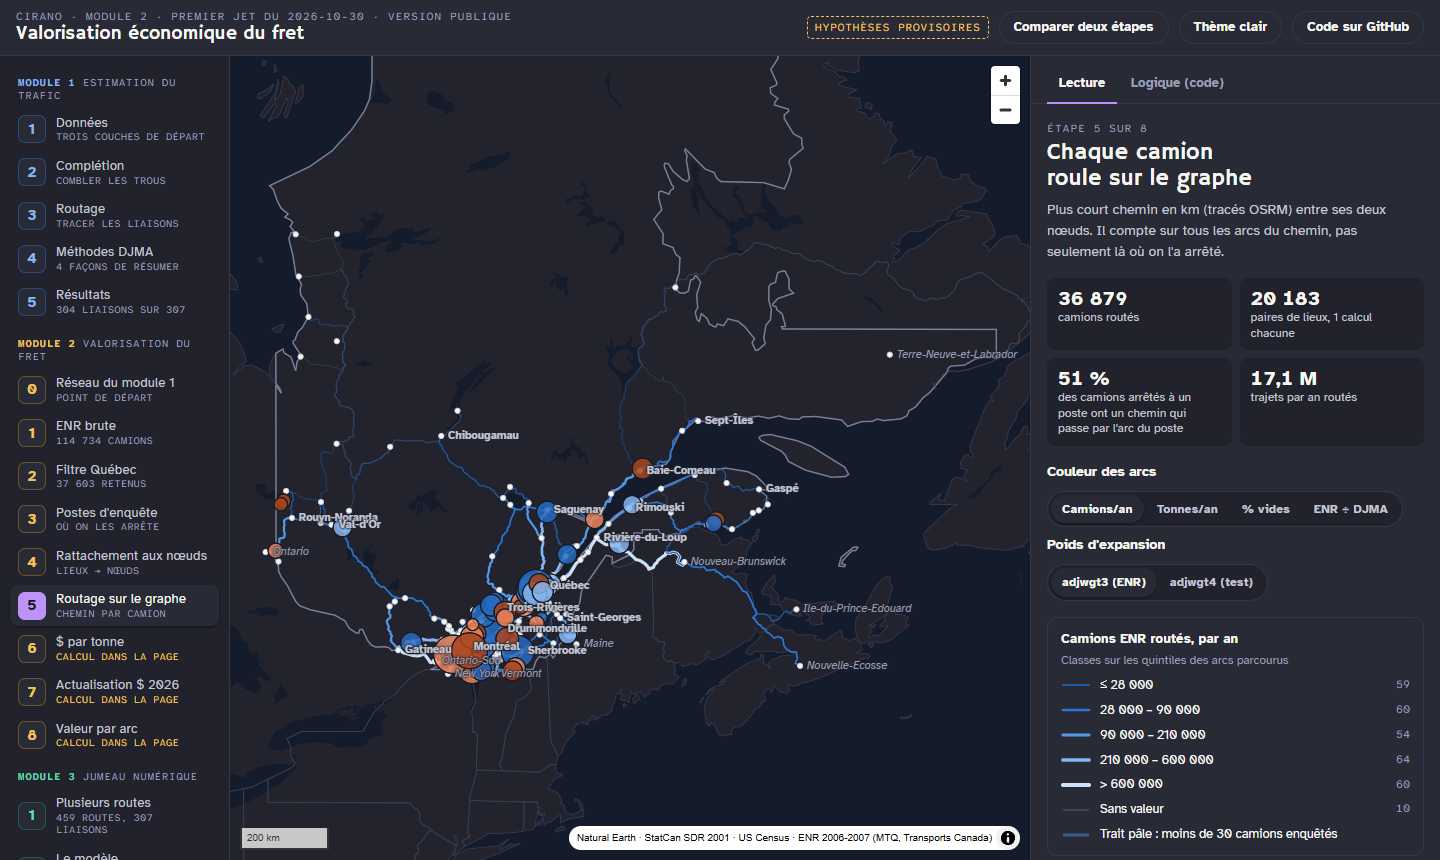 CIRANO · MODULE 2 · PREMIER JET DU 2026-10-30 · VERSION PUBLIQUE
Valorisation économique du fret
HYPOTHÈSES PROVISOIRES
Comparer deux étapes
Thème clair
Code sur GitHub
MODULE 1 ESTIMATION DU
TRAFIC
1
Données
TROIS COUCHES DE DÉPART
2
Complétion
COMBLER LES TROUS
3
Routage
TRACER LES LIAISONS
4
Méthodes DJMA
4 FAÇONS DE RÉSUMER
5
Résultats
304 LIAISONS SUR 307
MODULE 2 VALORISATION DU
FRET
0
Réseau du module 1
POINT DE DÉPART
1
ENR brute
114 734 CAMIONS
2
Filtre Québec
37 603 RETENUS
3
Postes d'enquête
OÙ ON LES ARRÊTE
4
Rattachement aux nœuds
LIEUX → NŒUDS
5
Routage sur le graphe
CHEMIN PAR CAMION
6
$ par tonne
CALCUL DANS LA PAGE
7
Actualisation $ 2026
CALCUL DANS LA PAGE
8
Valeur par arc
CALCUL DANS LA PAGE
MODULE 3 JUMEAU NUMÉRIQUE
1
Plusieurs routes
459 ROUTES, 307
LIAISONS
Le modèle
+
−
Terre-Neuve-et-Labrador
Sept-Îles
Chibougamau
Baie-Comeau
Gaspé
Saguenay
Rimouski
Rouyn-Noranda
Val-d'Or
Rivière-du-Loup
Ontario
Nouveau-Brunswick
Québec
Trois-Rivières
Ile-du-Prince-Edouard
Saint-Georges
Drummondville
Maine
Gatineau
Montréal
Sherbrooke
Ontario-Sud
New York
Vermont
Nouvelle-Ecosse
200 km
Natural Earth · StatCan SDR 2001 · US Census · ENR 2006-2007 (MTQ, Transports Canada)
Lecture
Logique (code)
ÉTAPE 5 SUR 8
Chaque camion
roule sur le graphe
Plus court chemin en km (tracés OSRM) entre ses deux
nœuds. Il compte sur tous les arcs du chemin, pas
seulement là où on l'a arrêté.
36 879
camions routés
20 183
paires de lieux, 1 calcul
chacune
51 %
des camions arrêtés à un
poste ont un chemin qui
passe par l'arc du poste
17,1 M
trajets par an routés
Couleur des arcs
Camions/an
Tonnes/an
% vides
ENR ÷ DJMA
Poids d'expansion
adjwgt3 (ENR)
adjwgt4 (test)
Camions ENR routés, par an
Classes sur les quintiles des arcs parcourus
≤ 28 000 59
28 000 – 90 000 60
90 000 – 210 000 54
210 000 – 600 000 64
> 600 000 60
Sans valeur 10
Trait pâle : moins de 30 camions enquêtés